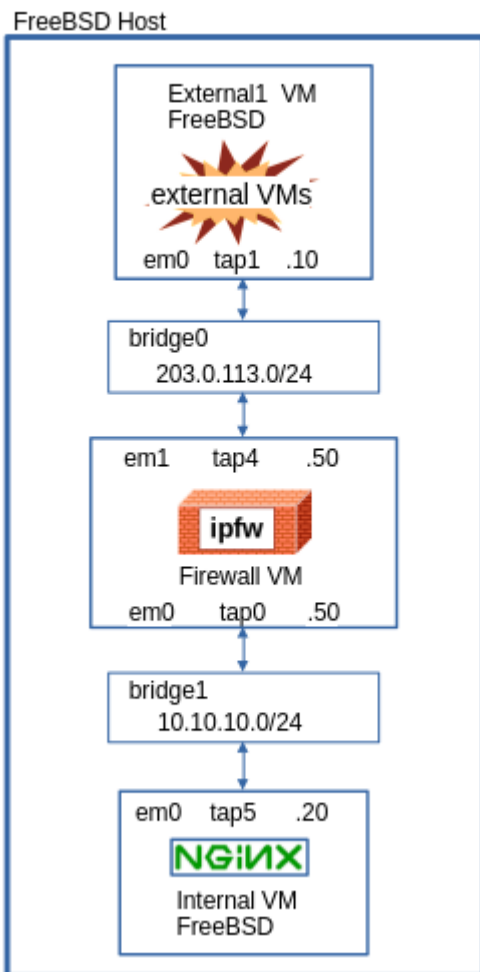 FreeBSD Host
External1 VM
FreeBSD
external VMs
em0 tap1 .10
bridge0
203.0.113.0/24
em1 tap4 .50
ipfw
Firewall VM
em0 tap0 .50
bridge1
10.10.10.0/24
em0 tap5 .20
NGiNX
Internal VM
FreeBSD